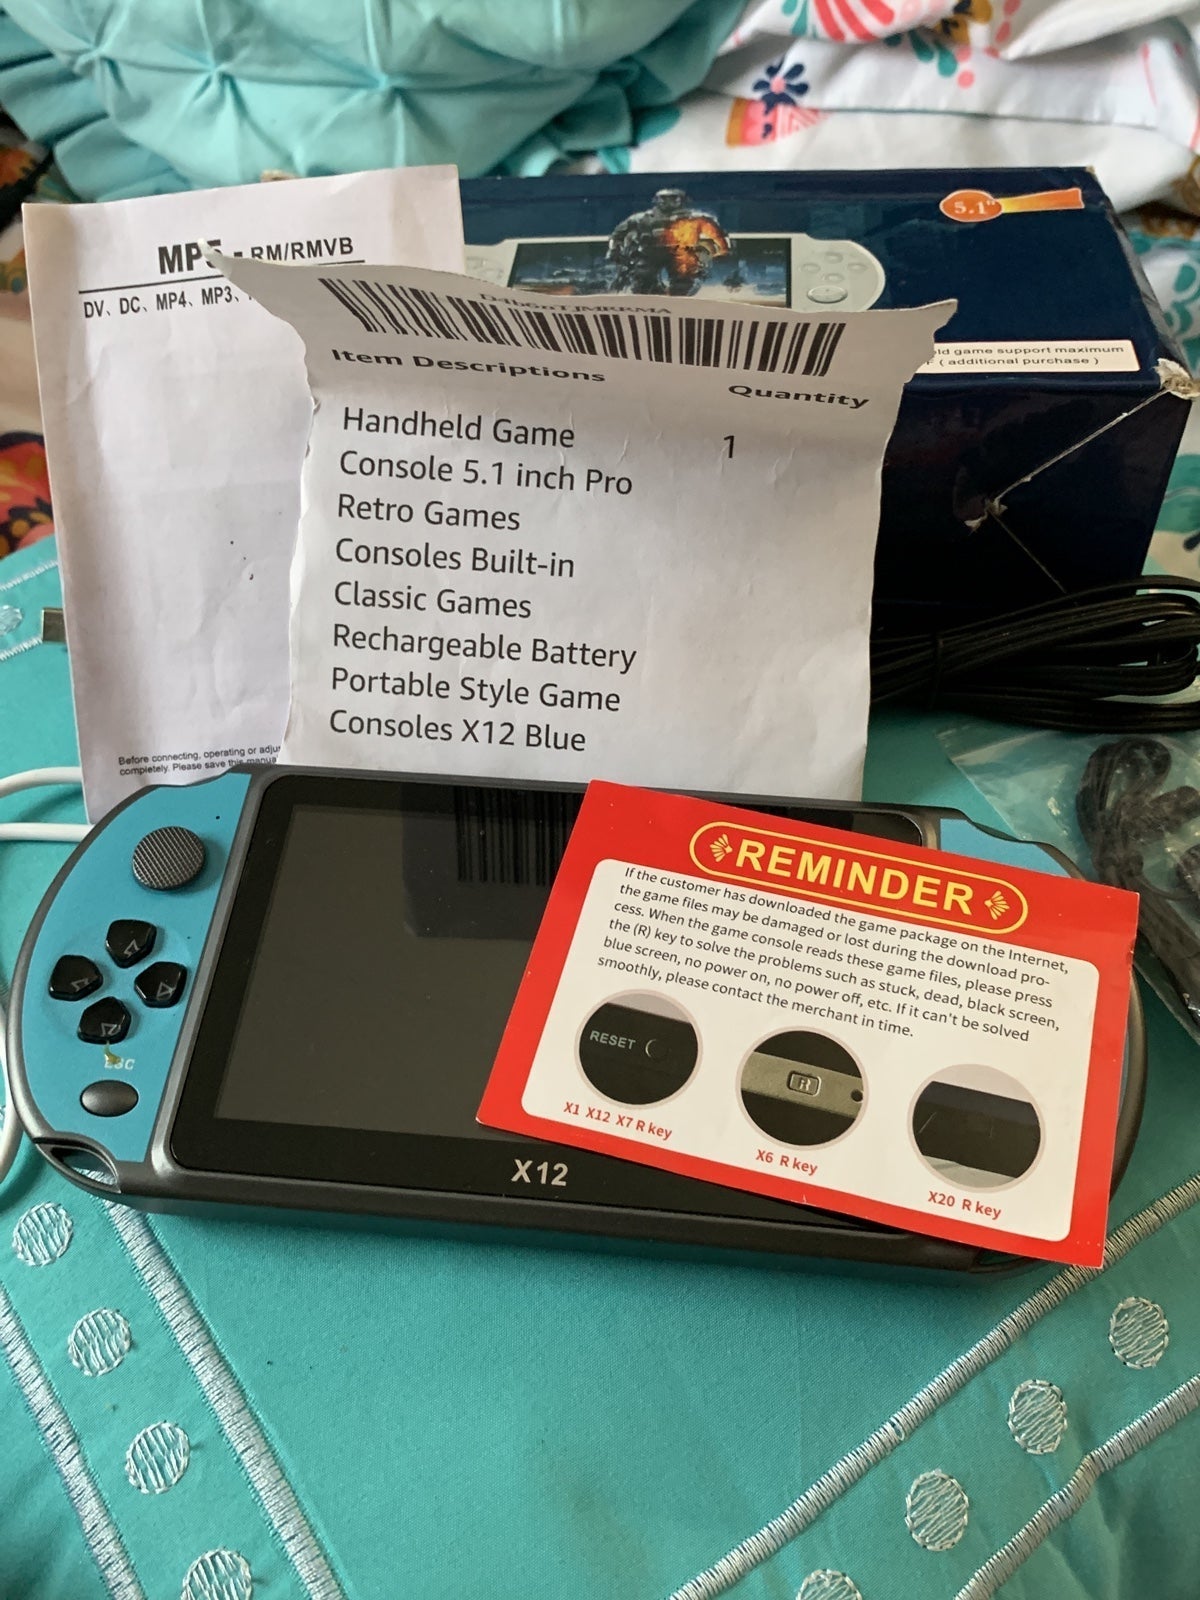 5.1"
MP5 - RM/RMVB
DV、DC、MP4、MP3、
ld game support maximum
( additional purchase )
Item Descriptions
Quantity
Handheld Game
1
Console 5.1 inch Pro
Retro Games
Consoles Built-in
Classic Games
Rechargeable Battery
Portable Style Game
Consoles X12 Blue
Before connecting, operating or
completely. Please save this manual
REMINDER
If the customer has downloaded the game package on the Internet,
the game files may be damaged or lost during the download pro-
cess. When the game console reads these game files, please press
the (R) key to solve the problems such as stuck, dead, black screen,
blue screen, no power on, no power off, etc. If it can't be solved
smoothly, please contact the merchant in time.
RESET
R
X1 X12 X7 R key
X6 R key
X20 R key
ESC
X12